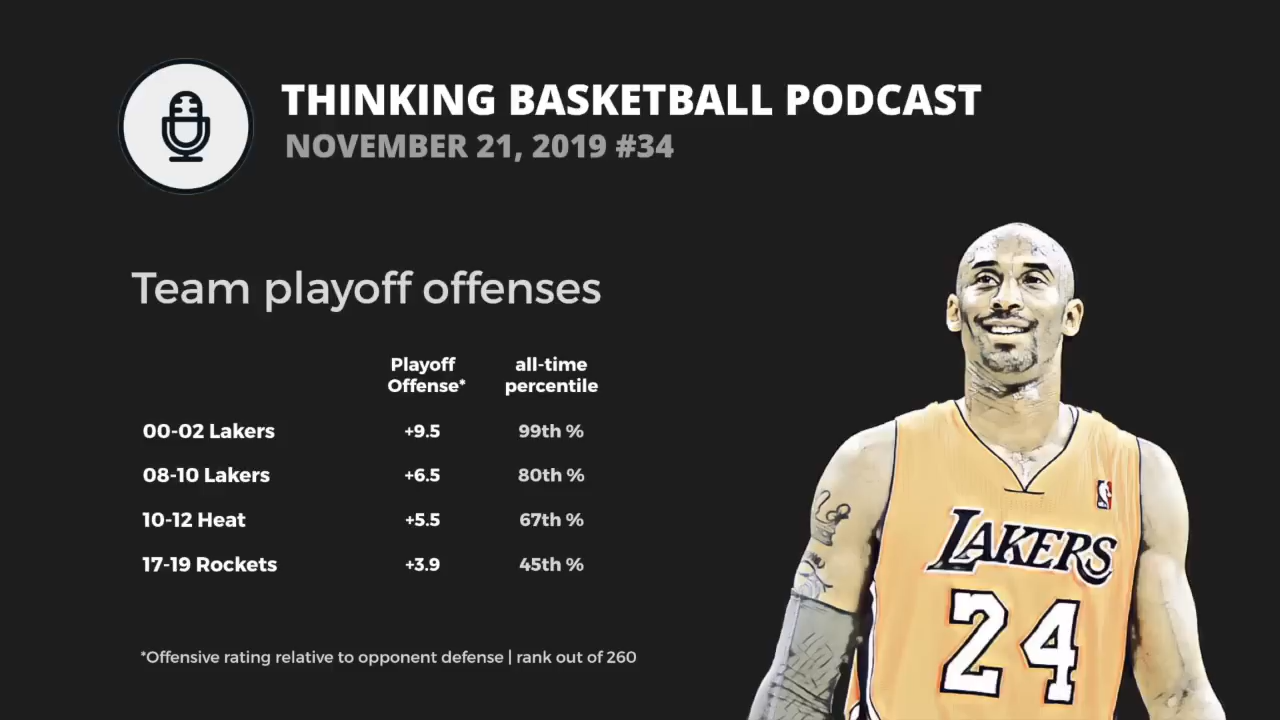 THINKING BASKETBALL PODCAST
NOVEMBER 21, 2019 #34
Team playoff offenses
Playoff Offense* all-time percentile
00-02 Lakers +9.5 99th %
08-10 Lakers +6.5 80th %
10-12 Heat +5.5 67th %
17-19 Rockets +3.9 45th %
*Offensive rating relative to opponent defense | rank out of 260
LAKERS
24